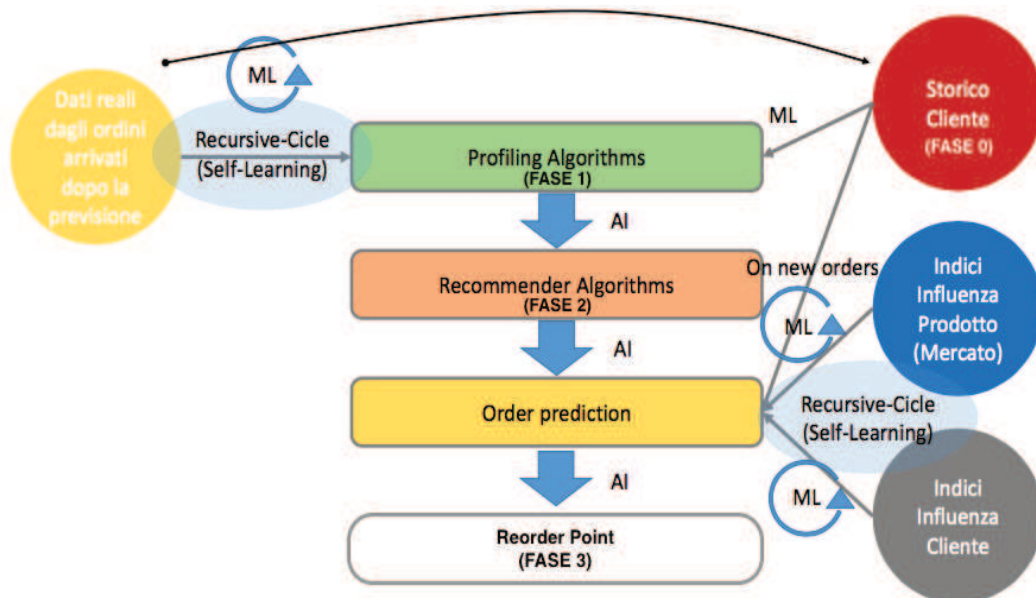 Dati reali
dagli ordini
arrivati
dopo la
previsione
ML
Recursive-Cicle
(Self-Learning)
Storico
Cliente
(FASE 0)
ML
Profiling Algorithms
(FASE 1)
AI
Recommender Algorithms
(FASE 2)
On new orders
Indici
Influenza
Prodotto
(Mercato)
ML
AI
Order prediction
Recursive-Cicle
(Self-Learning)
AI
ML
Indici
Influenza
Cliente
Reorder Point
(FASE 3)